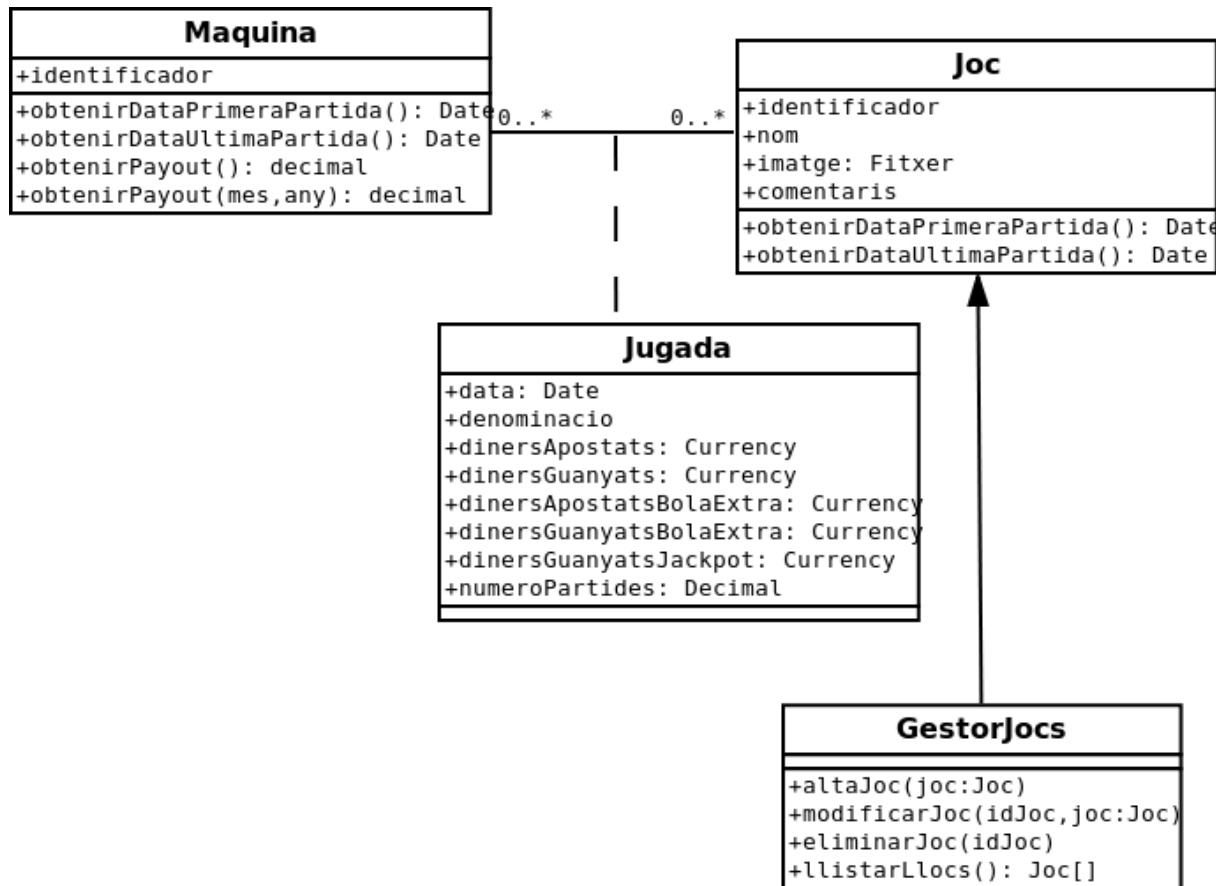 Maquina
+identificador
+obtenirDataPrimeraPartida(): Date
+obtenirDataUltimaPartida(): Date
+obtenirPayout(): decimal
+obtenirPayout(mes,any): decimal
0..*
0..*
Joc
+identificador
+nom
+imatge: Fitxer
+comentaris
+obtenirDataPrimeraPartida(): Date
+obtenirDataUltimaPartida(): Date
Jugada
+data: Date
+denominacio
+dinersApostats: Currency
+dinersGuanyats: Currency
+dinersApostatsBolaExtra: Currency
+dinersGuanyatsBolaExtra: Currency
+dinersGuanyatsJackpot: Currency
+numeroPartides: Decimal
GestorJocs
+altaJoc(joc:Joc)
+modificarJoc(idJoc,joc:Joc)
+eliminarJoc(idJoc)
+llistarLlocs(): Joc[]